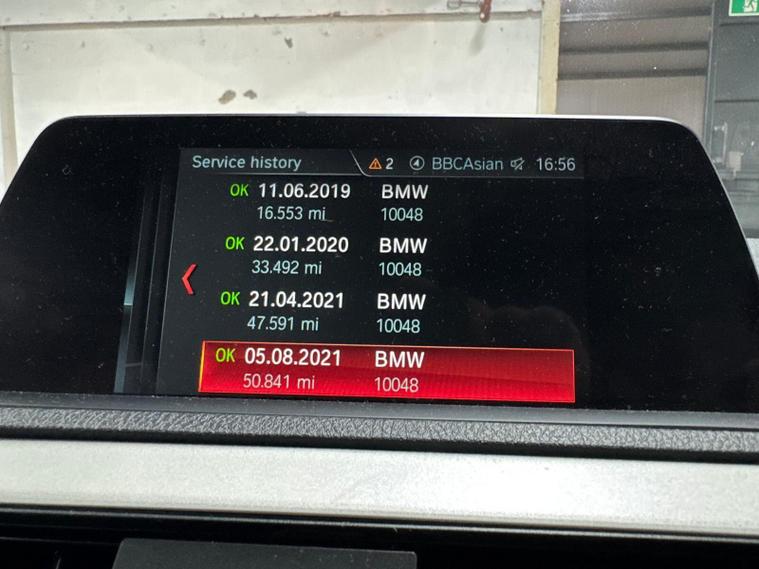 Service history 2 BBCAsian 16:56
OK 11.06.2019 BMW
16.553 mi 10048
OK 22.01.2020 BMW
33.492 mi 10048
OK 21.04.2021 BMW
47.591 mi 10048
OK 05.08.2021 BMW
50.841 mi 10048